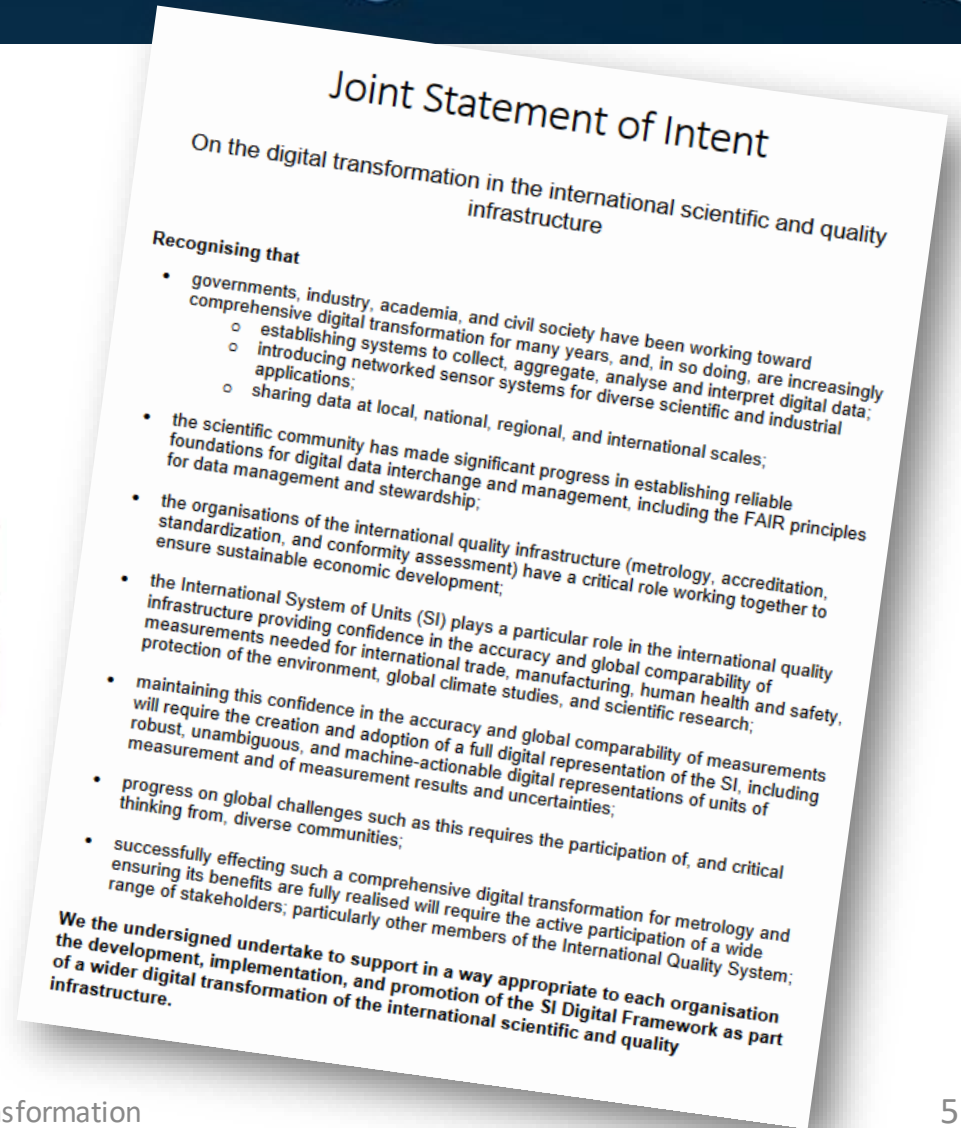 Joint Statement of Intent
On the digital transformation in the international scientific and quality
infrastructure
Recognising that
• governments, industry, academia, and civil society have been working toward
comprehensive digital transformation for many years, and, in so doing, are increasingly
o establishing systems to collect, aggregate, analyse and interpret digital data;
o introducing networked sensor systems for diverse scientific and industrial
applications;
o sharing data at local, national, regional, and international scales;
• the scientific community has made significant progress in establishing reliable
foundations for digital data interchange and management, including the FAIR principles
for data management and stewardship;
• the organisations of the international quality infrastructure (metrology, accreditation,
standardization, and conformity assessment) have a critical role working together to
ensure sustainable economic development;
• the International System of Units (SI) plays a particular role in the international quality
infrastructure providing confidence in the accuracy and global comparability of
measurements needed for international trade, manufacturing, human health and safety,
protection of the environment, global climate studies, and scientific research;
• maintaining this confidence in the accuracy and global comparability of measurements
will require the creation and adoption of a full digital representation of the SI, including
robust, unambiguous, and machine-actionable digital representations of units of
measurement and of measurement results and uncertainties;
• progress on global challenges such as this requires the participation of, and critical
thinking from, diverse communities;
• successfully effecting such a comprehensive digital transformation for metrology and
ensuring its benefits are fully realised will require the active participation of a wide
range of stakeholders; particularly other members of the International Quality System;
We the undersigned undertake to support in a way appropriate to each organisation
the development, implementation, and promotion of the SI Digital Framework as part
of a wider digital transformation of the international scientific and quality
infrastructure.
sformation
5